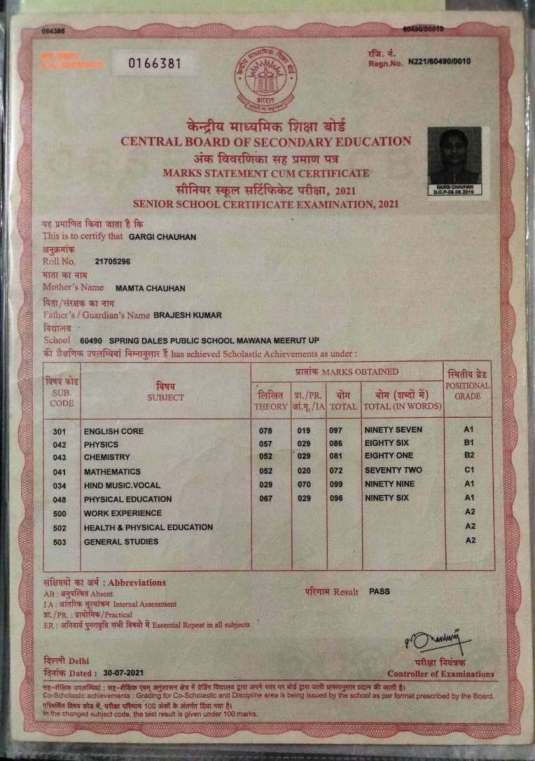 004386
60490/00010
0166381
रजि. नं.
Regn.No. N221/60490/0010
भारत
केन्द्रीय माध्यमिक शिक्षा बोर्ड
CENTRAL BOARD OF SECONDARY EDUCATION
अंक विवरणिका सह प्रमाण पत्र
MARKS STATEMENT CUM CERTIFICATE
सीनियर स्कूल सर्टिफिकेट परीक्षा, 2021
SENIOR SCHOOL CERTIFICATE EXAMINATION, 2021
GARGI CHAUHAN
यह प्रमाणित किया जाता है कि
This is to certify that GARGI CHAUHAN
अनुक्रमांक
Roll No. 21705296
माता का नाम
Mother's Name MAMTA CHAUHAN
पिता/संरक्षक का नाम
Father's / Guardian's Name BRAJESH KUMAR
विद्यालय
School 60490 SPRING DALES PUBLIC SCHOOL MAWANA MEERUT UP
की शैक्षणिक उपलब्धियां निम्नानुसार हैं has achieved Scholastic Achievements as under :
विषय कोड SUB. CODE
विषय SUBJECT
प्राप्तांक MARKS OBTAINED
स्थितीय ग्रेड POSITIONAL GRADE
लिखित THEORY
प्रा./PR. आं.मू./IA
योग TOTAL
योग (शब्दों में) TOTAL (IN WORDS)
301 ENGLISH CORE 078 019 097 NINETY SEVEN A1
042 PHYSICS 057 029 086 EIGHTY SIX B1
043 CHEMISTRY 052 029 081 EIGHTY ONE B2
041 MATHEMATICS 052 020 072 SEVENTY TWO C1
034 HIND MUSIC.VOCAL 029 070 099 NINETY NINE A1
048 PHYSICAL EDUCATION 067 029 096 NINETY SIX A1
500 WORK EXPERIENCE A2
502 HEALTH & PHYSICAL EDUCATION A2
503 GENERAL STUDIES A2
संक्षिप्तियों का अर्थ : Abbreviations
AB : अनुपस्थित Absent
परिणाम Result PASS
IA : आंतरिक मूल्यांकन Internal Assessment
प्रा./PR. : प्रायोगिक/Practical
ER : अनिवार्य पुनरावृत्ति सभी विषयों में Essential Repeat in all subjects
दिल्ली Delhi
दिनांक Dated : 30-07-2021
परीक्षा नियंत्रक
Controller of Examinations
Co-Scholastic achievements : Grading for Co-Scholastic and Discipline area is being issued by the school as per format prescribed by the Board.
In the changed subject code, the test result is given under 100 marks.